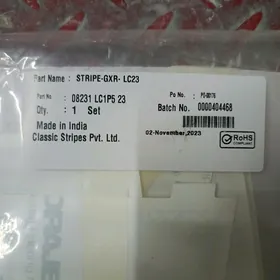 Part Name : STRIPE-GXR- LC23
Part No : 08231 LC1P5 23 Po No. : PO-00176
Qty. : 1 Set Batch No. 0000404468
Made in India
Classic Stripes Pvt. Ltd.
02-November,2023
RoHS
COMPLIANT